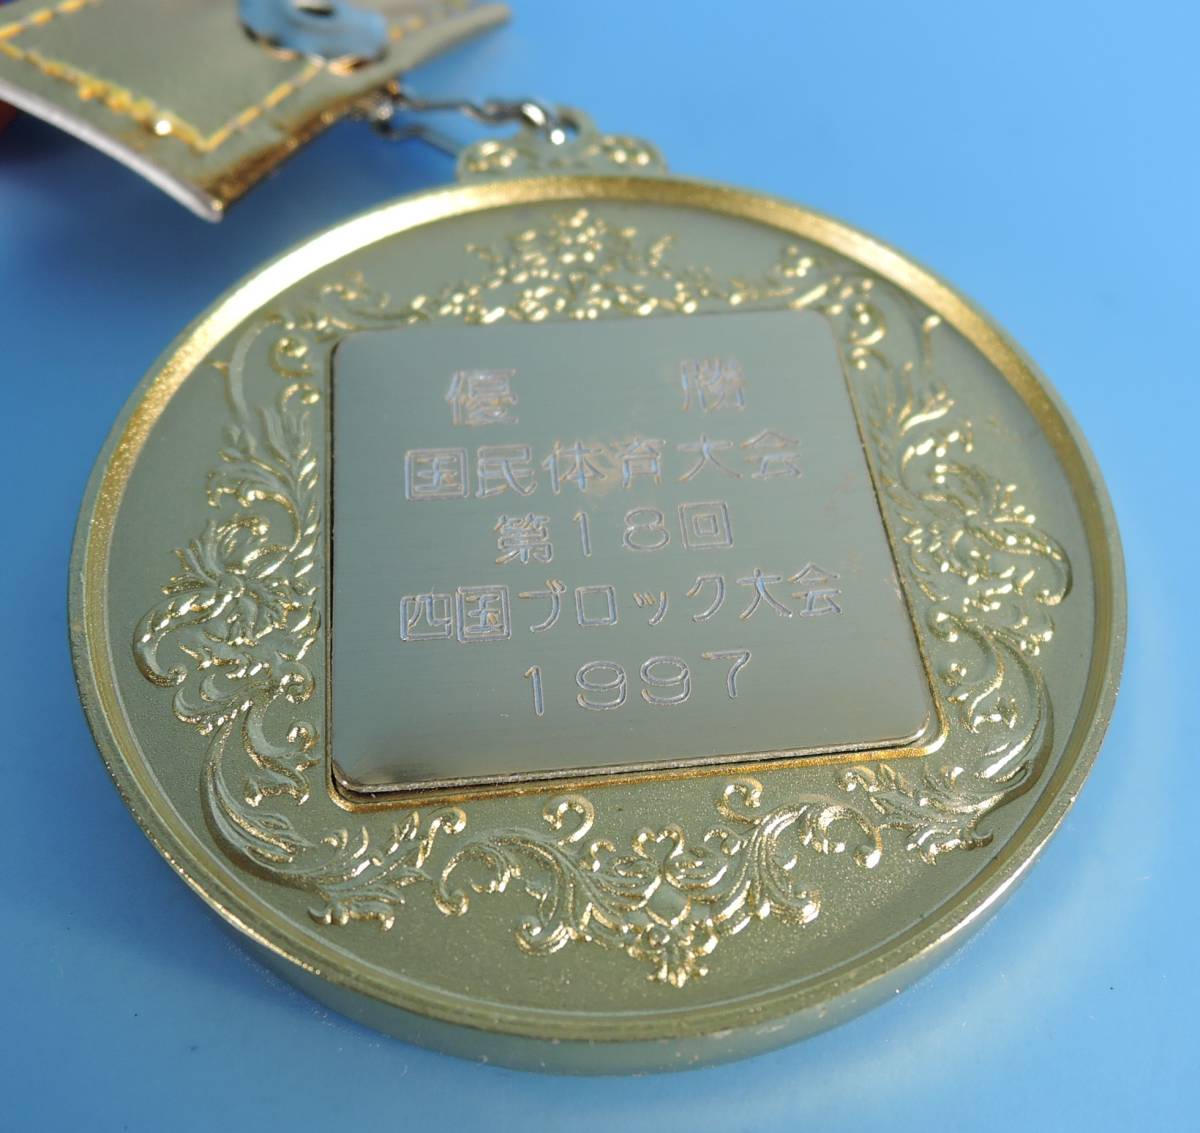 優勝
国民体育大会
第18回
四国ブロック大会
1997